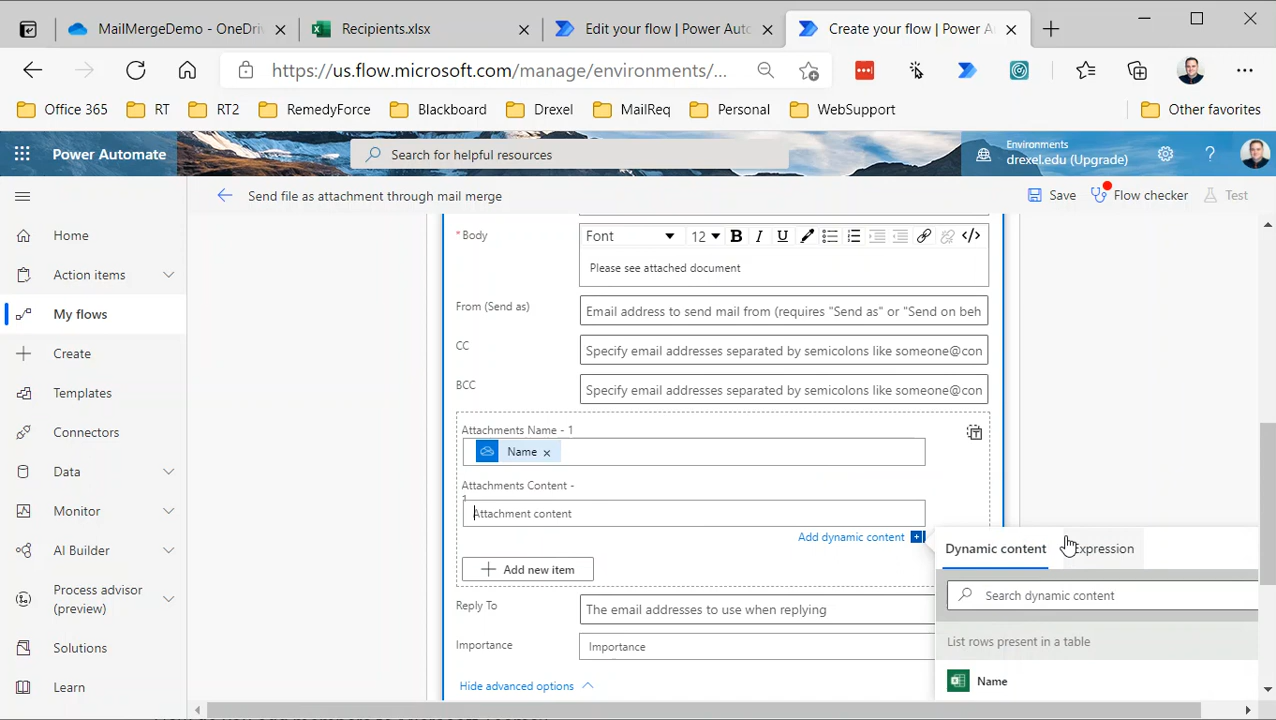 MailMergeDemo - OneDriv
Recipients.xlsx
Edit your flow | Power Auto
Create your flow | Power A
https://us.flow.microsoft.com/manage/environments/...
Office 365
RT
RT2
RemedyForce
Blackboard
Drexel
MailReq
Personal
WebSupport
Other favorites
Power Automate
Search for helpful resources
Environments
drexel.edu (Upgrade)
Send file as attachment through mail merge
Save
Flow checker
Test
Home
Action items
My flows
Create
Templates
Connectors
Data
Monitor
AI Builder
Process advisor
(preview)
Solutions
Learn
* Body
Font
12
Please see attached document
From (Send as)
Email address to send mail from (requires "Send as" or "Send on beh
CC
Specify email addresses separated by semicolons like someone@con
BCC
Specify email addresses separated by semicolons like someone@con
Attachments Name - 1
Name
Attachments Content -
1
Attachment content
Add dynamic content
Add new item
Reply To
The email addresses to use when replying
Importance
Importance
Hide advanced options
Dynamic content
Expression
Search dynamic content
List rows present in a table
Name